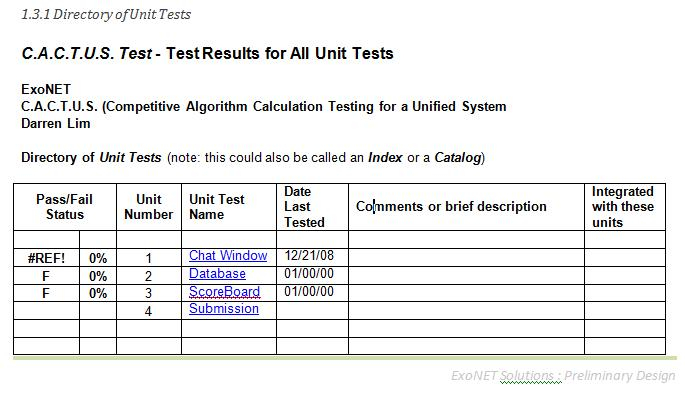 1.3.1 Directory of Unit Tests
C.A.C.T.U.S. Test - Test Results for All Unit Tests
ExoNET
C.A.C.T.U.S. (Competitive Algorithm Calculation Testing for a Unified System
Darren Lim
Directory of Unit Tests (note: this could also be called an Index or a Catalog)
Pass/Fail Status Unit Number Unit Test Name Date Last Tested Comments or brief description Integrated with these units
#REF! 0% 1 Chat Window 12/21/08
F 0% 2 Database 01/00/00
F 0% 3 ScoreBoard 01/00/00
4 Submission
ExoNET Solutions : Preliminary Design